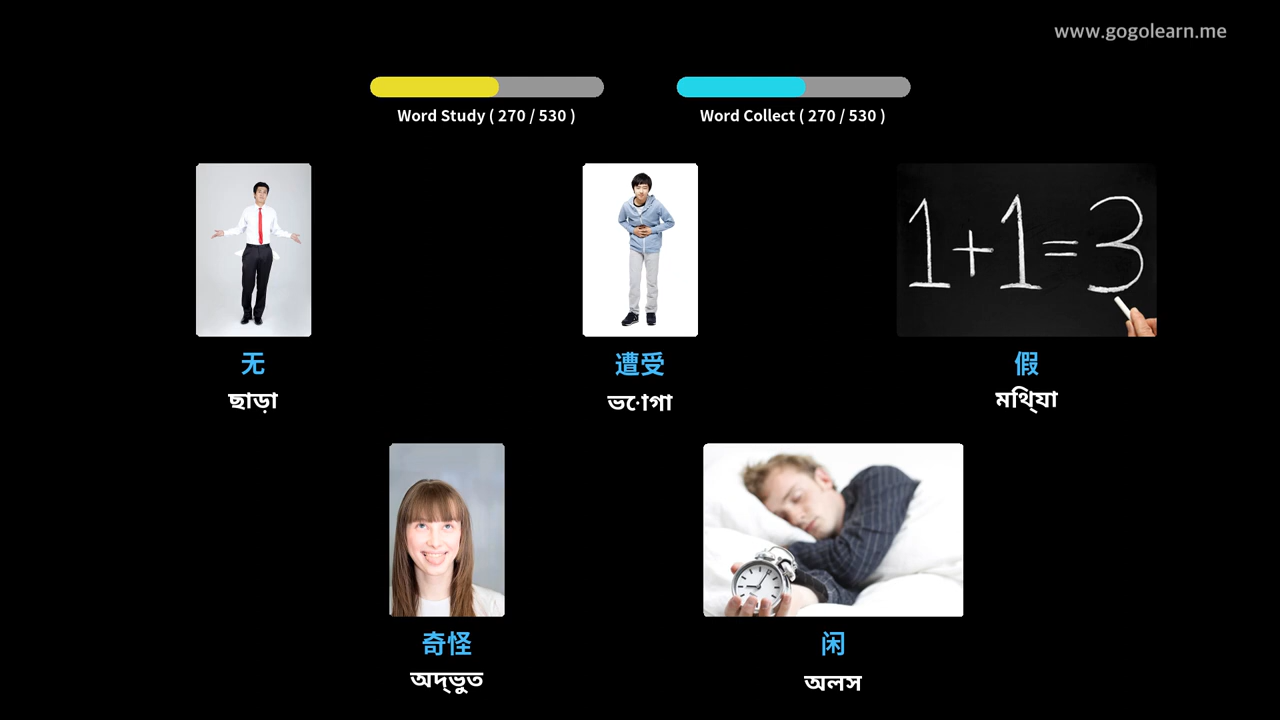 www.gogolearn.me
Word Study ( 270 / 530 )
Word Collect ( 270 / 530 )
1+1=3
无
ছাড়া
遭受
ভোগা
假
মথ্যিা
奇怪
অদ্ভুত
闲
অলস